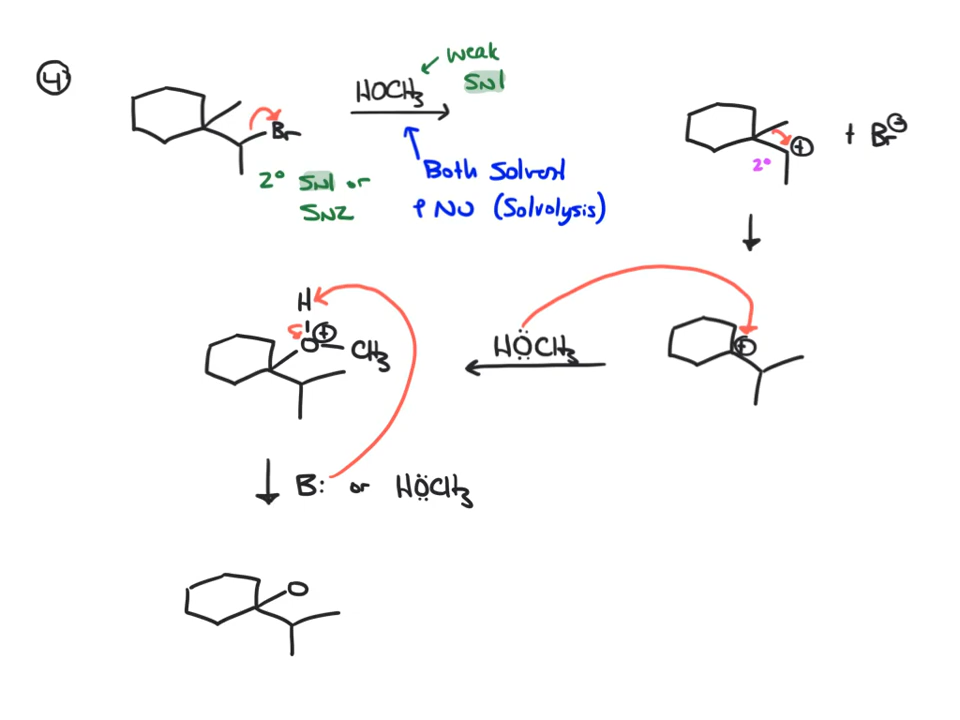 4
weak
HOCH3
SN1
Br
2° SN1 or
SN2
Both Solvent
+ NU (Solvolysis)
⊕ + Br⊖
2°
H
O⊕ CH3
HÖCH3
⊕
B: or HÖCH3
O